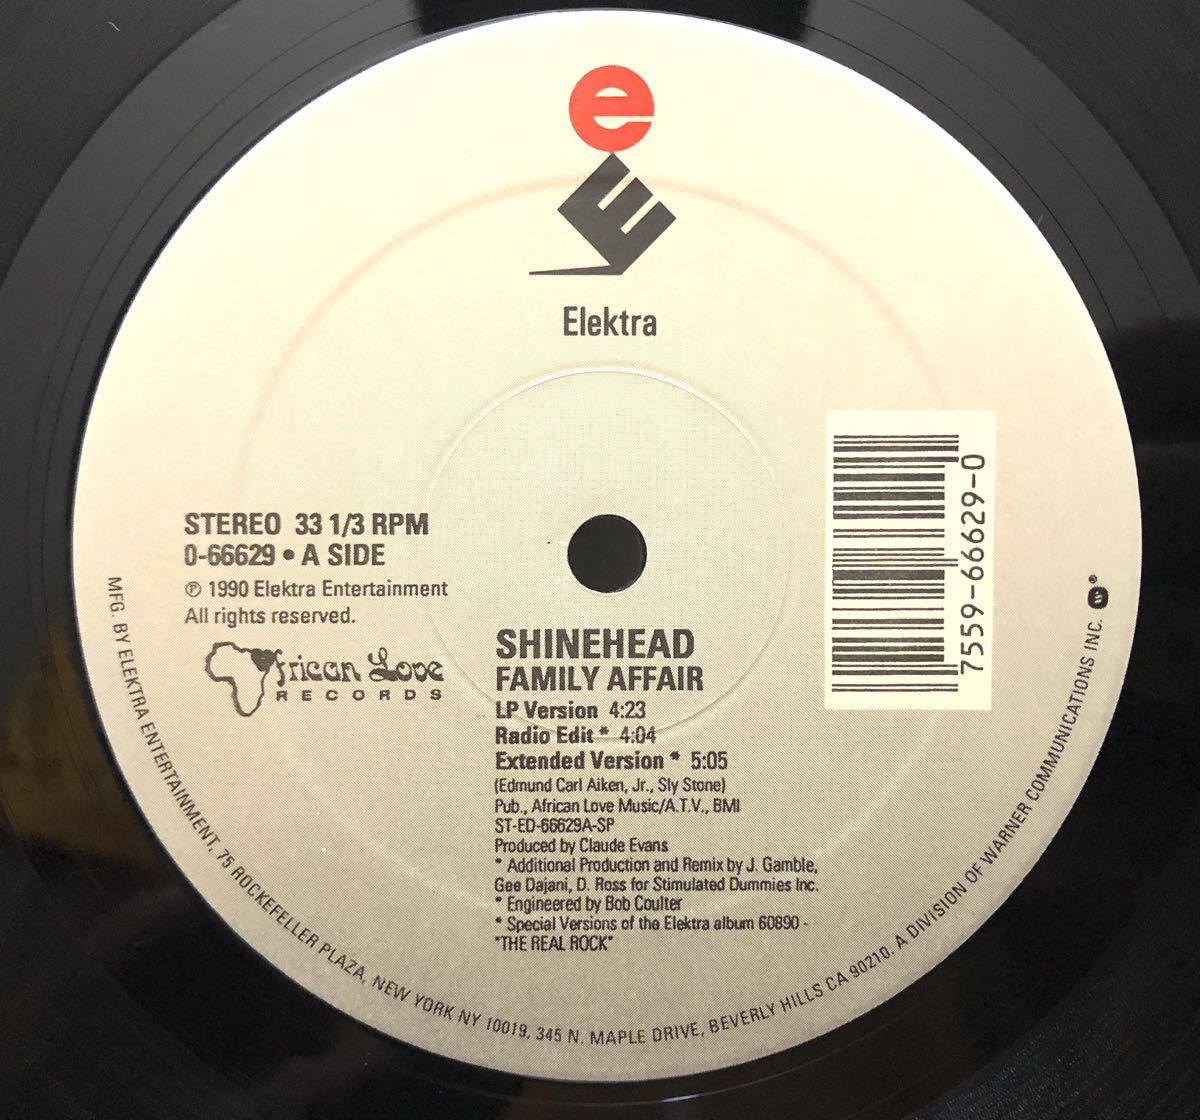 e
E
Elektra
STEREO 33 1/3 RPM
0-66629 • A SIDE
℗ 1990 Elektra Entertainment
All rights reserved.
African Love
RECORDS
7559-66629-0
SHINEHEAD
FAMILY AFFAIR
LP Version 4:23
Radio Edit * 4:04
Extended Version * 5:05
(Edmund Carl Aiken, Jr., Sly Stone)
Pub., African Love Music/A.T.V., BMI
ST-ED-66629A-SP
Produced by Claude Evans
* Additional Production and Remix by J. Gamble,
Gee Dajani, D. Ross for Stimulated Dummies Inc.
* Engineered by Bob Coulter
* Special Versions of the Elektra album 60890 -
"THE REAL ROCK"
MFG. BY ELEKTRA ENTERTAINMENT, 75 ROCKEFELLER PLAZA, NEW YORK NY 10019, 345 N. MAPLE DRIVE, BEVERLY HILLS CA 90210. A DIVISION OF WARNER COMMUNICATIONS INC. ®